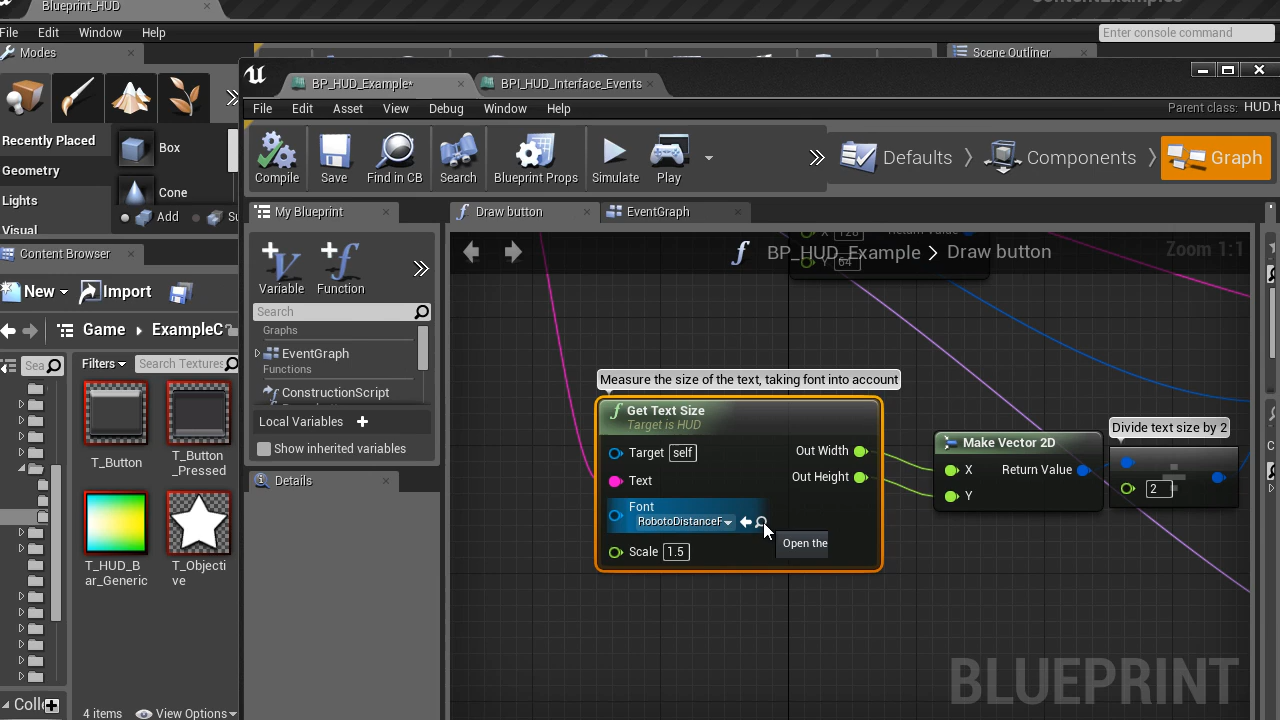 Blueprint_HUD
File Edit Window Help
Enter console command
Modes
Scene Outliner
BP_HUD_Example*
BPI_HUD_Interface_Events
File Edit Asset View Debug Window Help
Parent class: HUD.h
Recently Placed
Geometry
Lights
Visual
Box
Cone
Add
Compile
Save
Find in CB
Search
Blueprint Props
Simulate
Play
Defaults
Components
Graph
My Blueprint
Draw button
EventGraph
Content Browser
New
Import
Game
ExampleC
Filters
Search Textures
T_Button
T_Button
_Pressed
T_HUD_B
ar_Generic
T_Objecti
ve
4 items
View Options
Variable
Function
Search
Graphs
EventGraph
Functions
ConstructionScript
Local Variables
Show inherited variables
Details
BP_HUD_Example
Draw button
Zoom 1:1
X 128
Return Value
Y 64
Measure the size of the text, taking font into account
Get Text Size
Target is HUD
Target self
Text
Font
RobotoDistanceF
Scale 1.5
Out Width
Out Height
Open the
Make Vector 2D
X
Y
Return Value
Divide text size by 2
2
BLUEPRINT